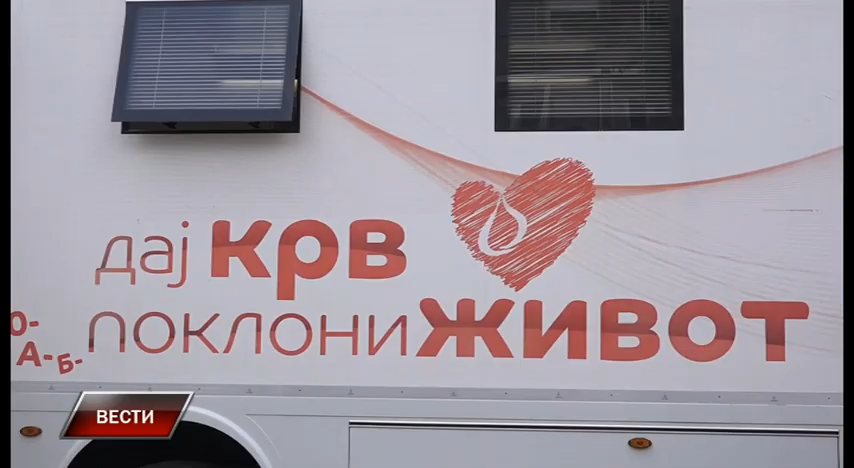 дај крв
поклони живот
0-
А-
Б-
ВЕСТИ